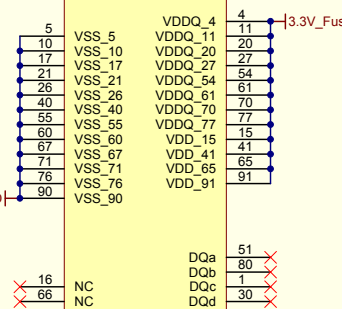 4 VDDQ_4 3.3V_Fus
5 VSS_5 VDDQ_11 11
10 VSS_10 VDDQ_20 20
17 VSS_17 VDDQ_27 27
21 VSS_21 VDDQ_54 54
26 VSS_26 VDDQ_61 61
40 VSS_40 VDDQ_70 70
55 VSS_55 VDDQ_77 77
60 VSS_60 VDD_15 15
67 VSS_67 VDD_41 41
71 VSS_71 VDD_65 65
76 VSS_76 VDD_91 91
90 VSS_90
DQa 51
DQb 80
16 NC DQc 1
66 NC DQd 30